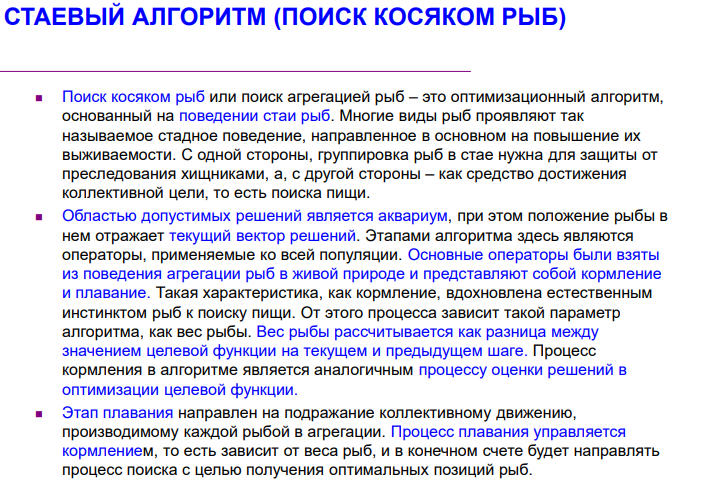 СТАЕВЫЙ АЛГОРИТМ (ПОИСК КОСЯКОМ РЫБ)
Поиск косяком рыб или поиск агрегацией рыб – это оптимизационный алгоритм,
основанный на поведении стаи рыб. Многие виды рыб проявляют так
называемое стадное поведение, направленное в основном на повышение их
выживаемости. С одной стороны, группировка рыб в стае нужна для защиты от
преследования хищниками, а, с другой стороны – как средство достижения
коллективной цели, то есть поиска пищи.
Областью допустимых решений является аквариум, при этом положение рыбы в
нем отражает текущий вектор решений. Этапами алгоритма здесь являются
операторы, применяемые ко всей популяции. Основные операторы были взяты
из поведения агрегации рыб в живой природе и представляют собой кормление
и плавание. Такая характеристика, как кормление, вдохновлена естественным
инстинктом рыб к поиску пищи. От этого процесса зависит такой параметр
алгоритма, как вес рыбы. Вес рыбы рассчитывается как разница между
значением целевой функции на текущем и предыдущем шаге. Процесс
кормления в алгоритме является аналогичным процессу оценки решений в
оптимизации целевой функции.
Этап плавания направлен на подражание коллективному движению,
производимому каждой рыбой в агрегации. Процесс плавания управляется
кормлением, то есть зависит от веса рыб, и в конечном счете будет направлять
процесс поиска с целью получения оптимальных позиций рыб.